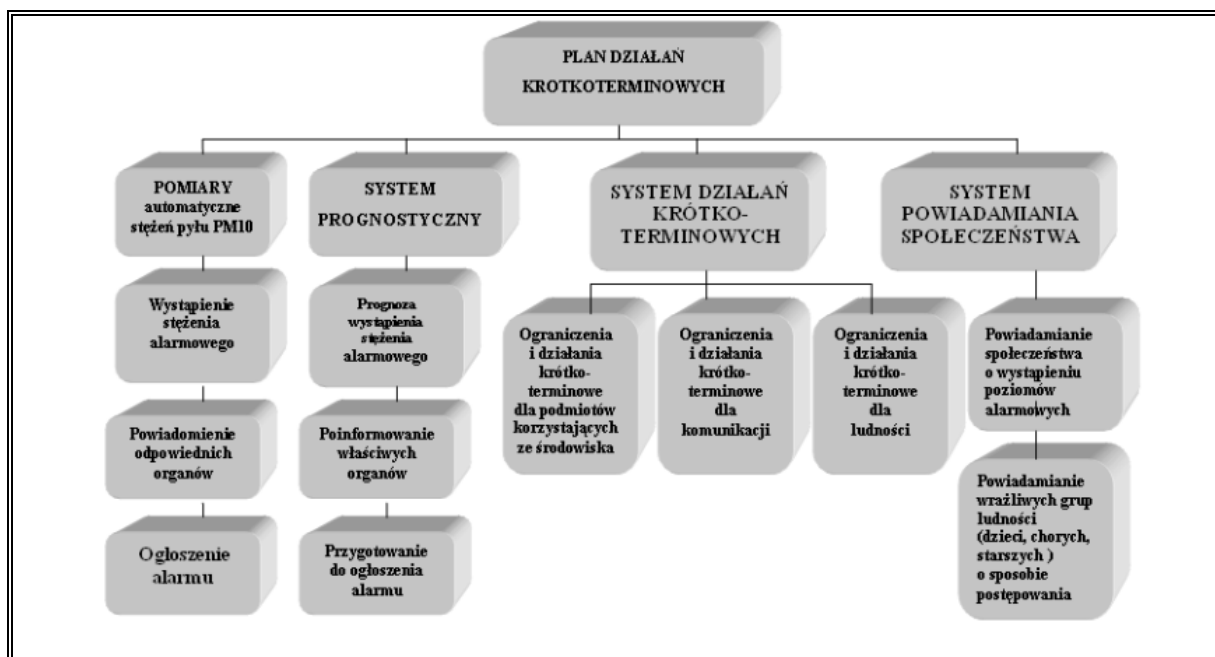 PLAN DZIAŁAŃ
KROTKOTERMINOWYCH
POMIARY
automatyczne
stężeń pyłu PM10
SYSTEM
PROGNOSTYCZNY
SYSTEM DZIAŁAŃ
KRÓTKO-
TERMINOWYCH
SYSTEM
POWIADAMIANIA
SPOŁECZEŃSTWA
Wystąpienie
stężenia
alarmowego
Prognoza
wystąpienia
stężenia
alarmowego
Ograniczenia
i działania
krótko-
terminowe
dla podmiotów
korzystających
ze środowiska
Ograniczenia
i działania
krótko-
terminowe
dla
komunikacji
Ograniczenia
i działania
krótko-
terminowe
dla
ludności
Powiadamianie
społeczeństwa
o wystąpieniu
poziomów
alarmowych
Powiadomienie
odpowiednich
organów
Poinformowanie
właściwych
organów
Powiadamianie
wrażliwych grup
ludności
(dzieci, chorych,
starszych )
o sposobie
postępowania
Ogłoszenie
alarmu
Przygotowanie
do ogłoszenia
alarmu